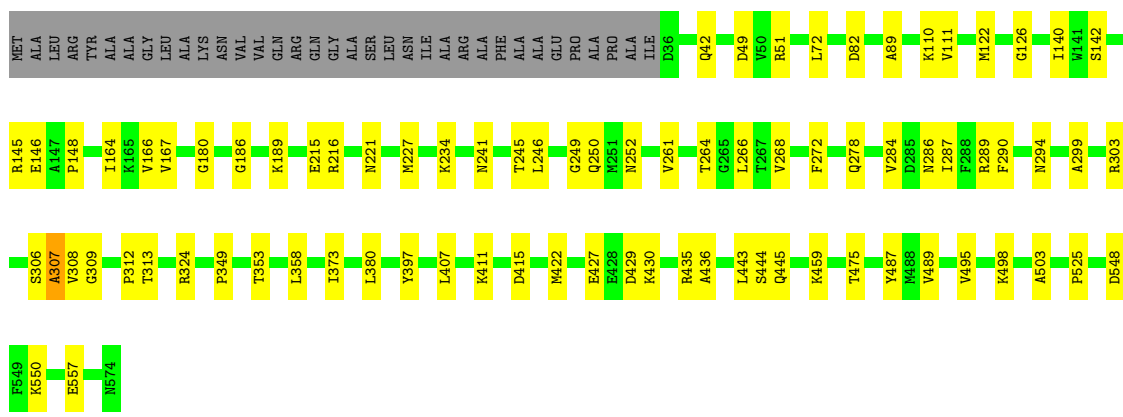 MET ALA LEU ARG TYR ALA ALA GLY LEU ALA LYS ASN VAL VAL GLN ARG GLN GLY ALA SER LEU ASN ILE ALA ARG ALA PHE ALA ALA GLU PRO ALA PRO ALA ILE D36 Q42 D49 V50 R51 L72 D82 A89 K110 V111 M122 G126 I140 W141 S142
R145 E146 A147 P148 I164 K165 V166 V167 G180 G186 K189 E215 R216 N221 M227 K234 N241 T245 L246 G249 Q250 M251 N252 V261 T264 G265 L266 T267 V268 F272 Q278 V284 D285 N286 I287 F288 R289 F290 N294 A299 R303
S306 A307 V308 G309 P312 T313 R324 P349 T353 L358 I373 L380 Y397 L407 K411 D415 M422 E427 E428 D429 K430 R435 A436 L443 S444 Q445 K459 T475 Y487 M488 V489 V495 K498 A503 P525 D548
F549 K550 E557 N574